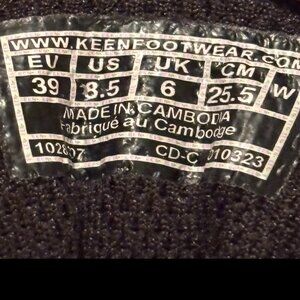 WWW.KEENFOOTWEAR.COM
EU US UK CM W
39 8.5 6 25.5
MADE IN CAMBODIA
Fabriqué au Cambodge
CD-C 010323